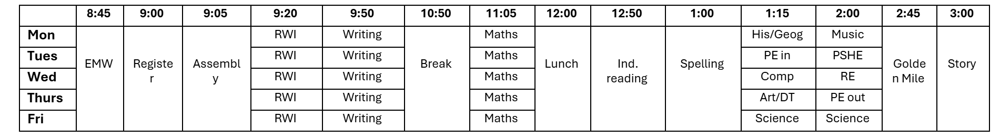 8:45 9:00 9:05 9:20 9:50 10:50 11:05 12:00 12:50 1:00 1:15 2:00 2:45 3:00
Mon EMW Registe
r Assembl
y RWI Writing Break Maths Lunch Ind.
reading Spelling His/Geog Music Golde
n Mile Story
Tues RWI Writing Maths PE in PSHE
Wed RWI Writing Maths Comp RE
Thurs RWI Writing Maths Art/DT PE out
Fri RWI Writing Maths Science Science